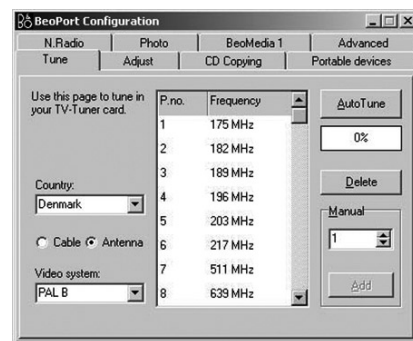 BeoPort Configuration
N.Radio Photo BeoMedia 1 Advanced
Tune Adjust CD Copying Portable devices
Use this page to tune in
your TV-Tuner card.
Country:
Denmark
Cable Antenna
Video system:
PAL B
P.no. Frequency
1 175 MHz
2 182 MHz
3 189 MHz
4 196 MHz
5 203 MHz
6 217 MHz
7 511 MHz
8 639 MHz
AutoTune
0%
Delete
Manual
1
Add